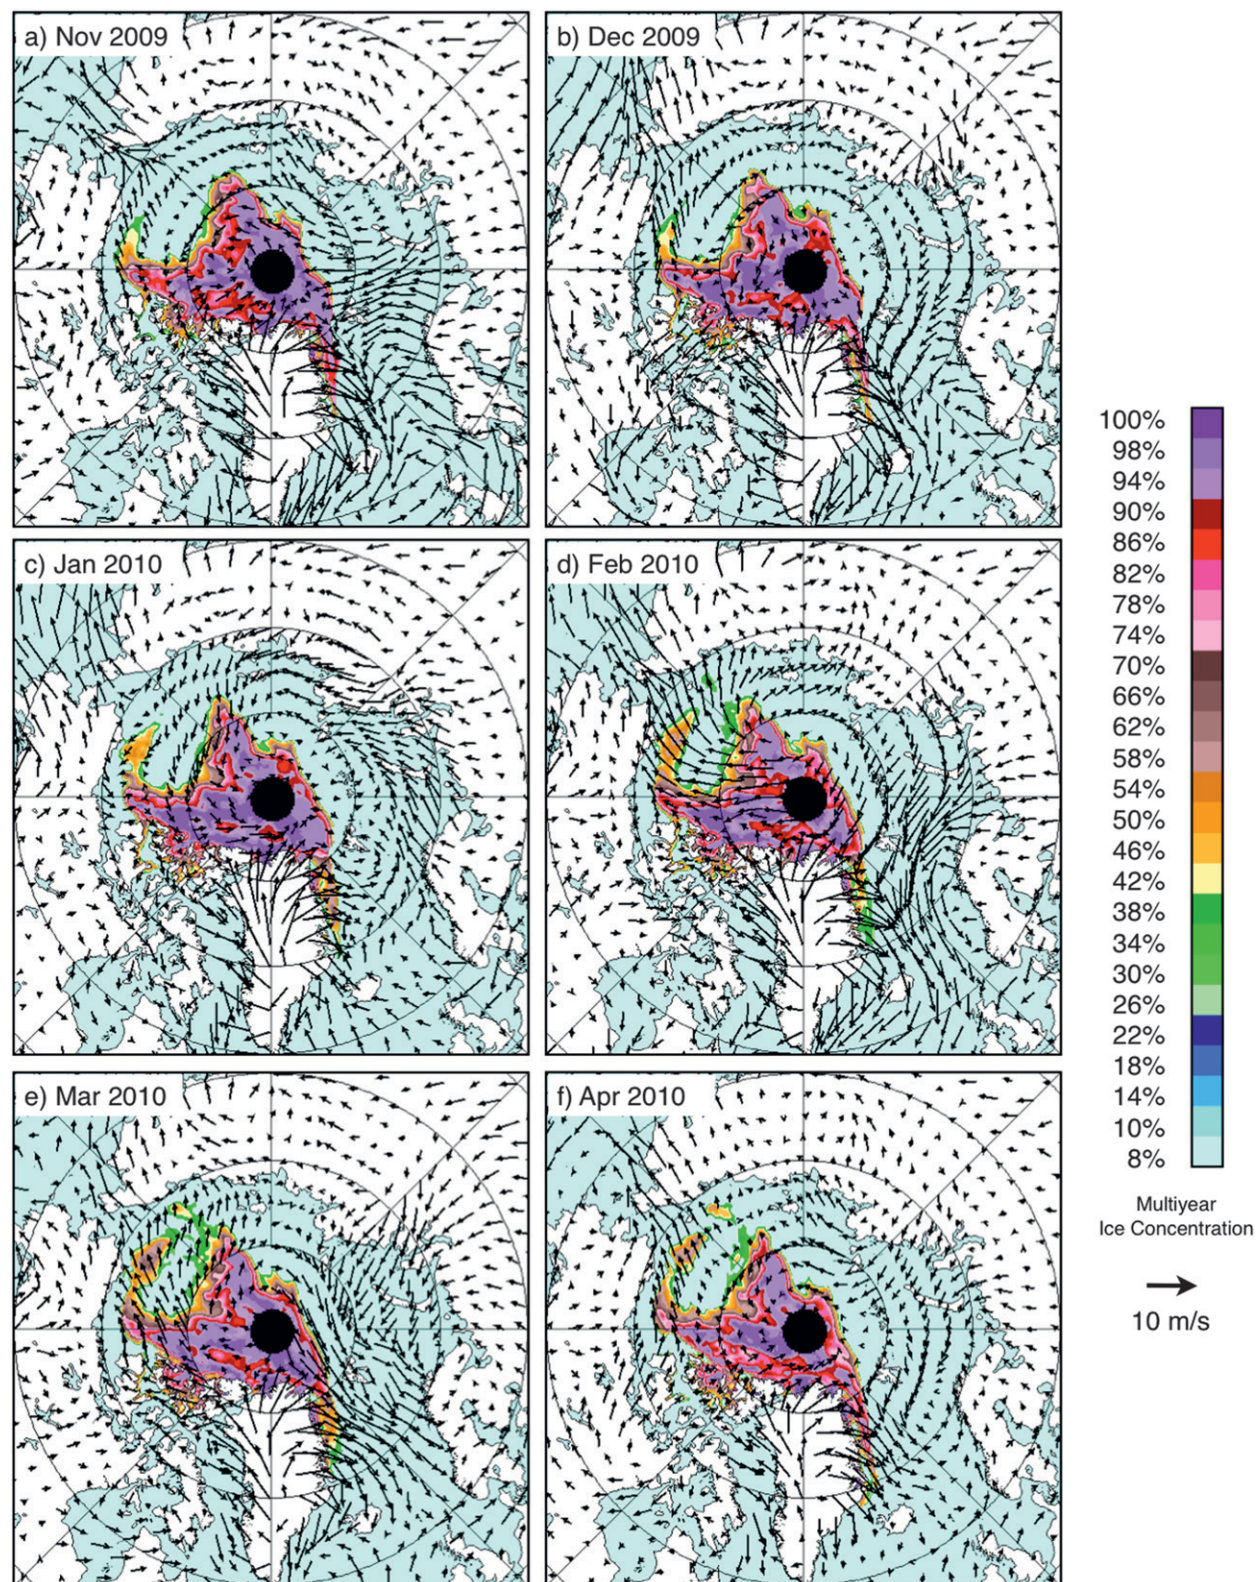 a) Nov 2009
b) Dec 2009
c) Jan 2010
d) Feb 2010
e) Mar 2010
f) Apr 2010
100%
98%
94%
90%
86%
82%
78%
74%
70%
66%
62%
58%
54%
50%
46%
42%
38%
34%
30%
26%
22%
18%
14%
10%
8%
Multiyear
Ice Concentration
10 m/s